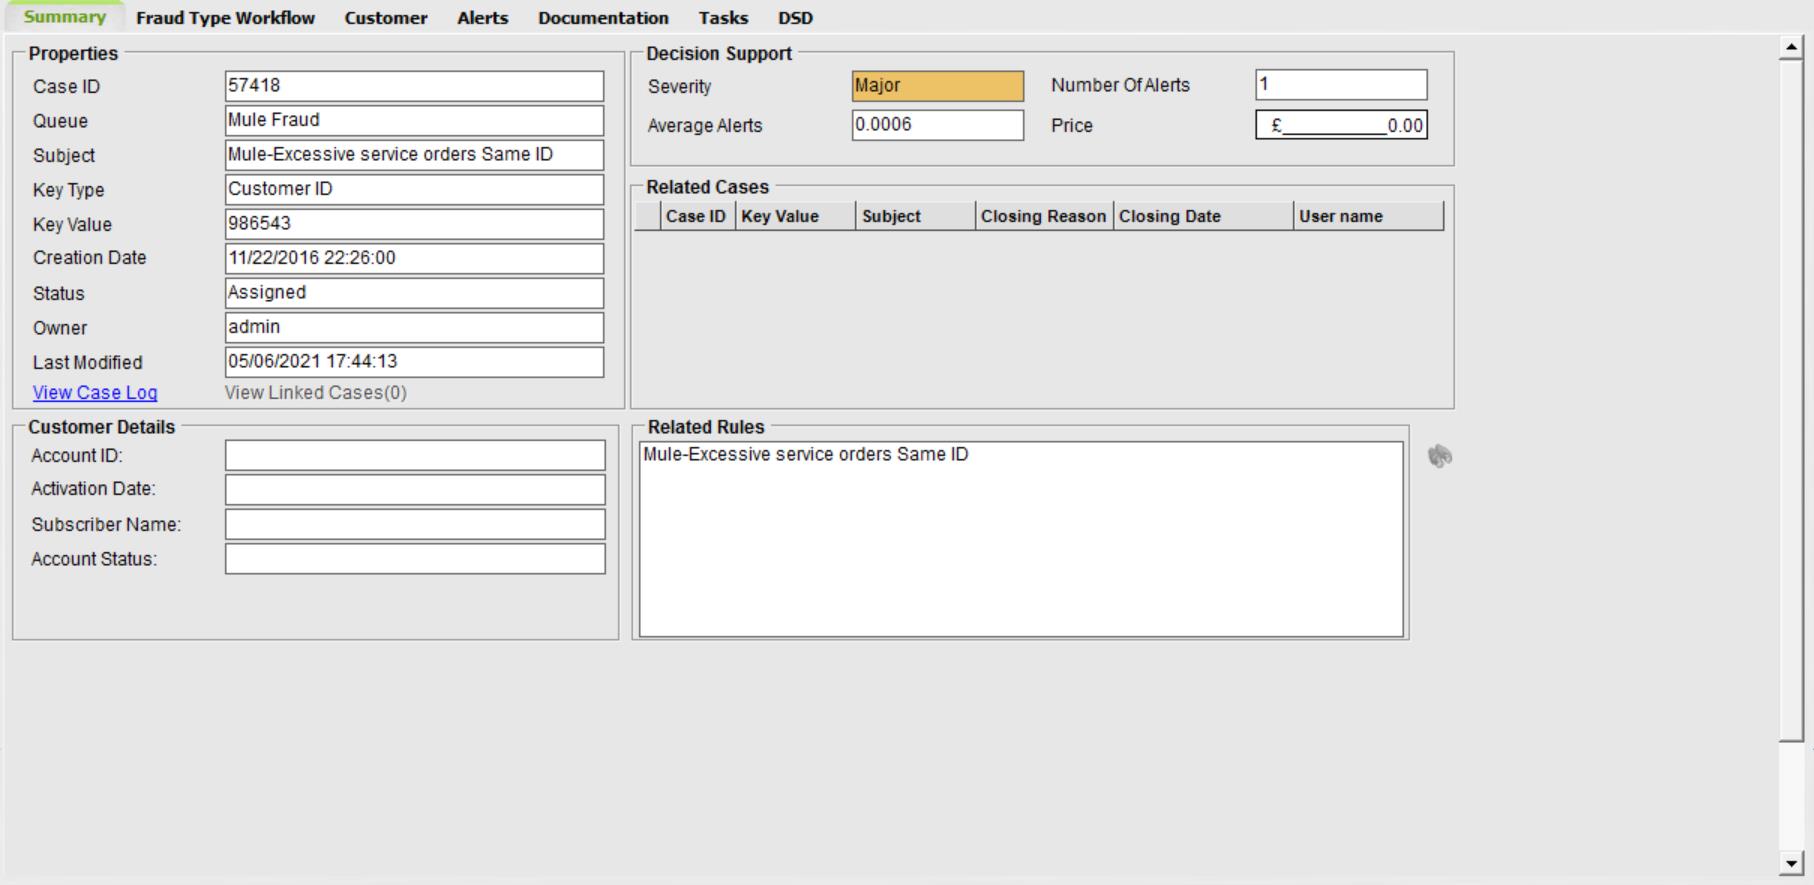 Summary Fraud Type Workflow Customer Alerts Documentation Tasks DSD
Properties
Case ID 57418
Queue Mule Fraud
Subject Mule-Excessive service orders Same ID
Key Type Customer ID
Key Value 986543
Creation Date 11/22/2016 22:26:00
Status Assigned
Owner admin
Last Modified 05/06/2021 17:44:13
View Case Log View Linked Cases(0)
Decision Support
Severity Major Number Of Alerts 1
Average Alerts 0.0006 Price £__________0.00
Related Cases
Case ID Key Value Subject Closing Reason Closing Date User name
Customer Details
Account ID:
Activation Date:
Subscriber Name:
Account Status:
Related Rules
Mule-Excessive service orders Same ID